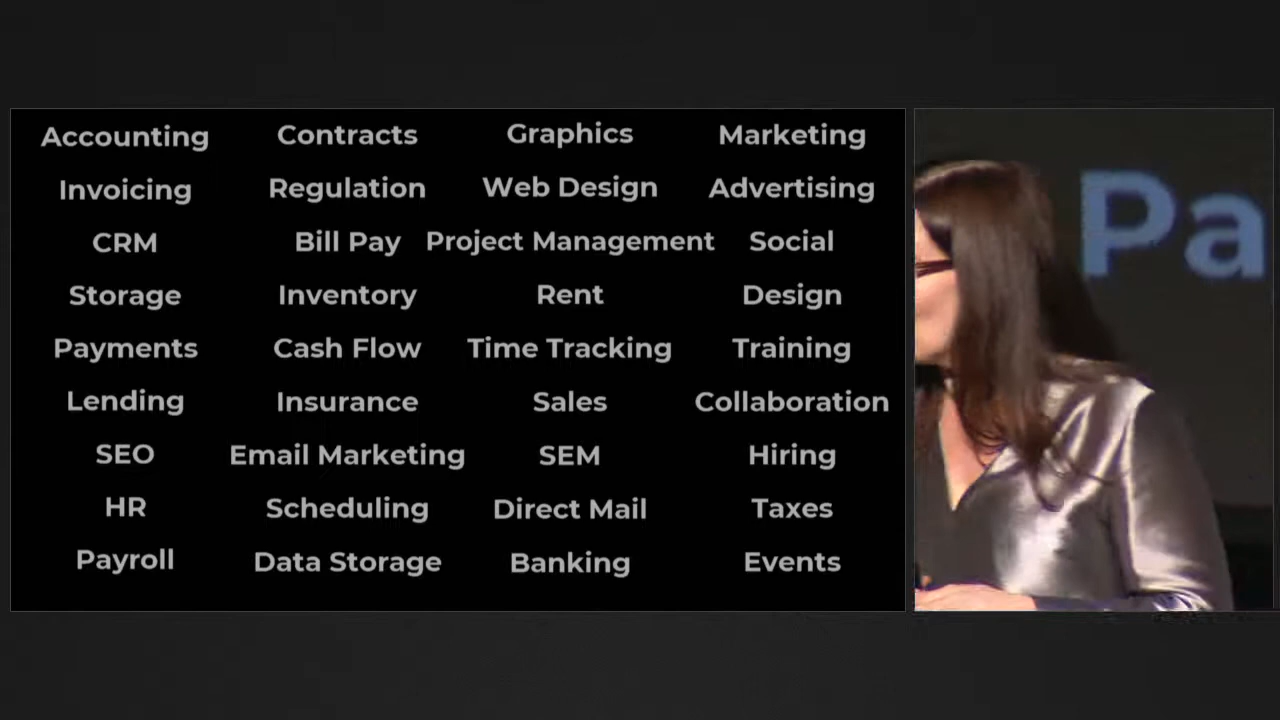 Accounting Contracts Graphics Marketing
Invoicing Regulation Web Design Advertising
CRM Bill Pay Project Management Social
Storage Inventory Rent Design
Payments Cash Flow Time Tracking Training
Lending Insurance Sales Collaboration
SEO Email Marketing SEM Hiring
HR Scheduling Direct Mail Taxes
Payroll Data Storage Banking Events
Pa